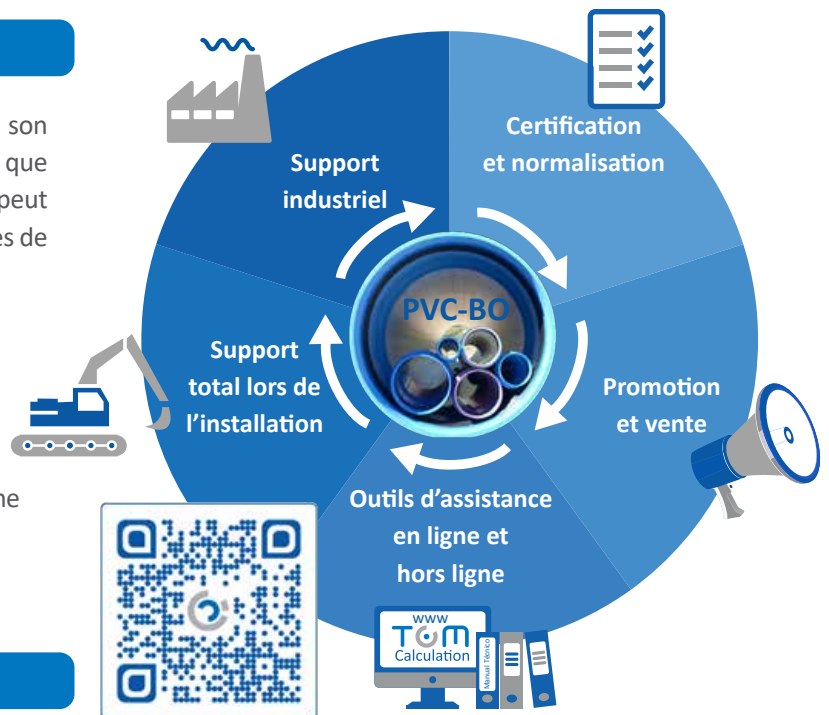 son
que
peut
es de
ne
Certification
et normalisation
Support
industriel
PVC-BO
Support
total lors de
l'installation
Promotion
et vente
Outils d'assistance
en ligne et
hors ligne
www
TOM
Calculation
Manual Técnico